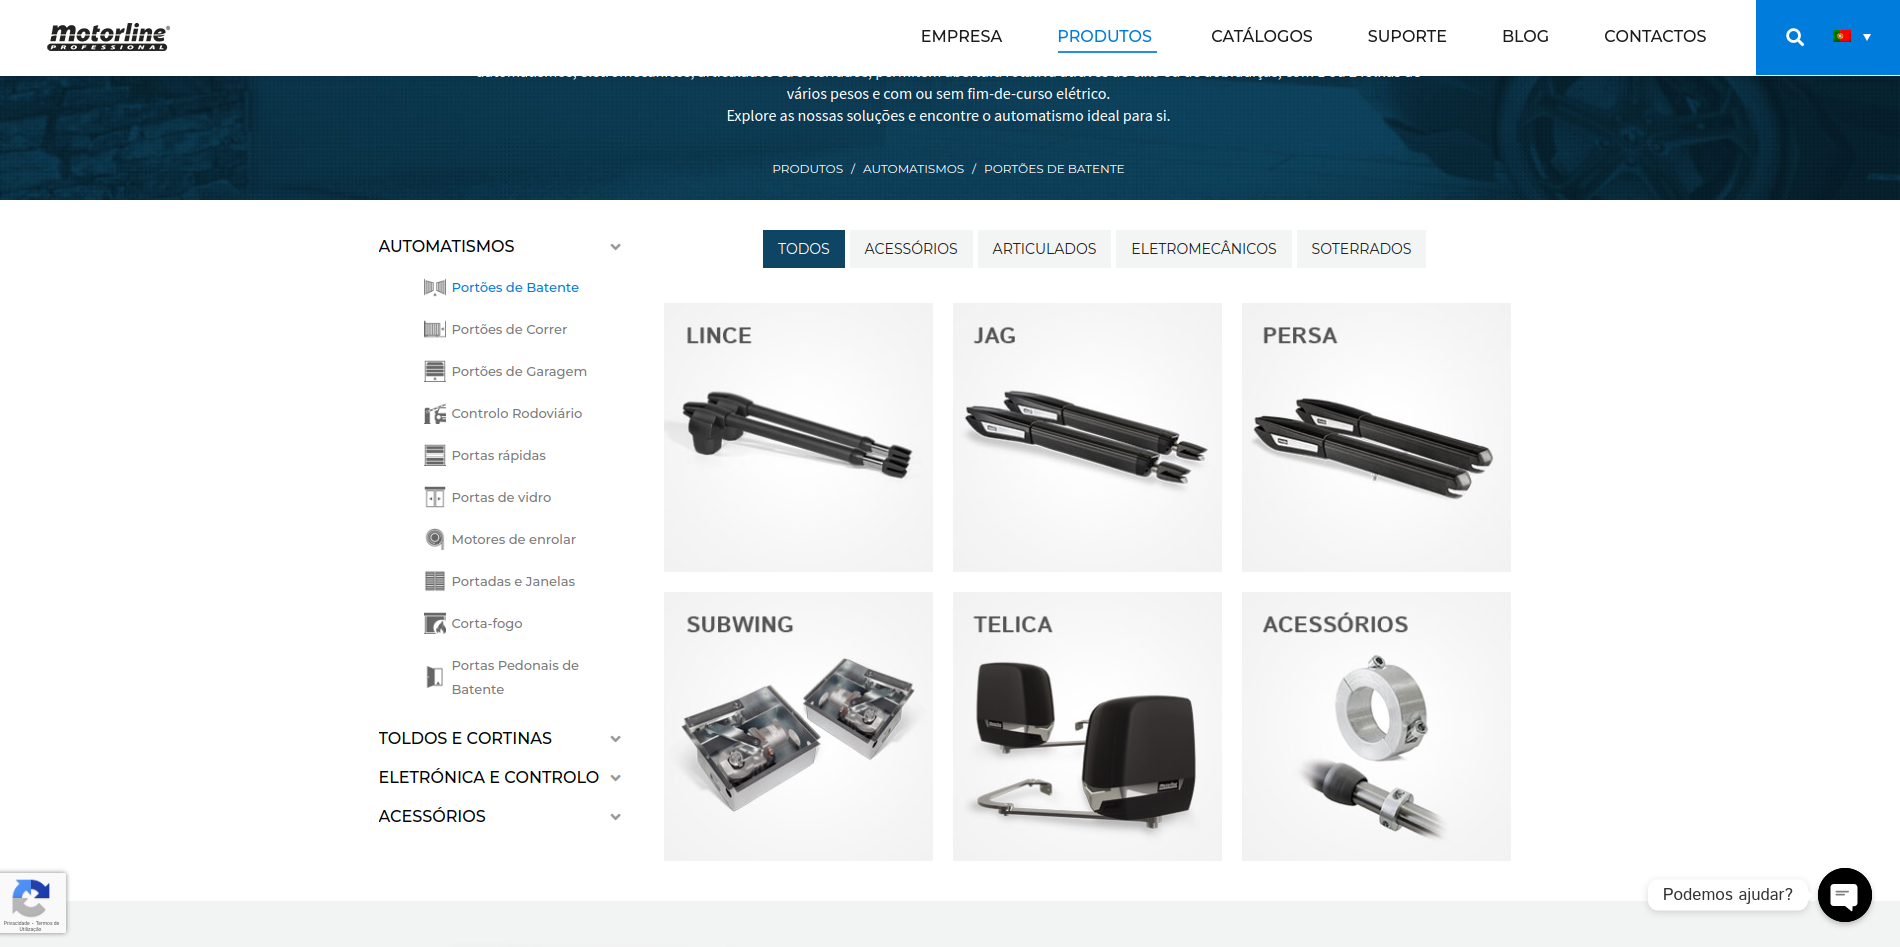 motorline
PROFESSIONAL
EMPRESA
PRODUTOS
CATÁLOGOS
SUPORTE
BLOG
CONTACTOS
vários pesos e com ou sem fim-de-curso elétrico.
Explore as nossas soluções e encontre o automatismo ideal para si.
PRODUTOS / AUTOMATISMOS / PORTÕES DE BATENTE
AUTOMATISMOS
Portões de Batente
Portões de Correr
Portões de Garagem
Controlo Rodoviário
Portas rápidas
Portas de vidro
Motores de enrolar
Portadas e Janelas
Corta-fogo
Portas Pedonais de
Batente
TOLDOS E CORTINAS
ELETRÓNICA E CONTROLO
ACESSÓRIOS
TODOS
ACESSÓRIOS
ARTICULADOS
ELETROMECÂNICOS
SOTERRADOS
LINCE
JAG
PERSA
SUBWING
TELICA
ACESSÓRIOS
Privacidade - Termos de
Utilização
Podemos ajudar?